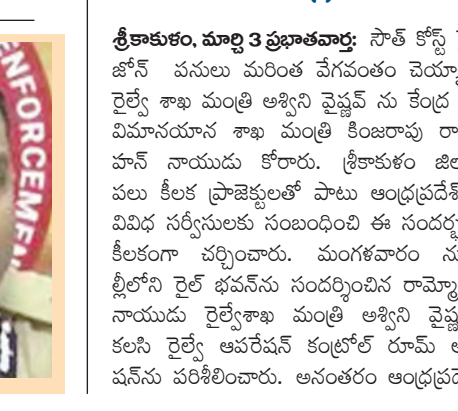 NFORCEMEN
శ్రీకాకుళం, మార్చి 3 ప్రభాతవార్త: సౌత్ కోస్ట్
జోన్ పనులు మరింత వేగవంతం చెయ్యా
రైల్వే శాఖ మంత్రి అశ్విని వైష్ణవ్ ను కేంద్ర
విమానయాన శాఖ మంత్రి కింజరాపు రా
హన్ నాయుడు కోరారు. శ్రీకాకుళం జిల
పలు కీలక ప్రాజెక్టులతో పాటు ఆంధ్రప్రదేశ్
వివిధ సర్వీసులకు సంబంధించి ఈ సందర్భ
కీలకంగా చర్చించారు. మంగళవారం న్యు
ల్లీలోని రైల్ భవన్‌ను సందర్శించిన రామ్మో
నాయుడు రైల్వేశాఖ మంత్రి అశ్విని వైష్ణ
కలసి రైల్వే ఆపరేషన్ కంట్రోల్ రూమ్ ఆ
షన్‌ను పరిశీలించారు. అనంతరం ఆంధ్రప్రదే